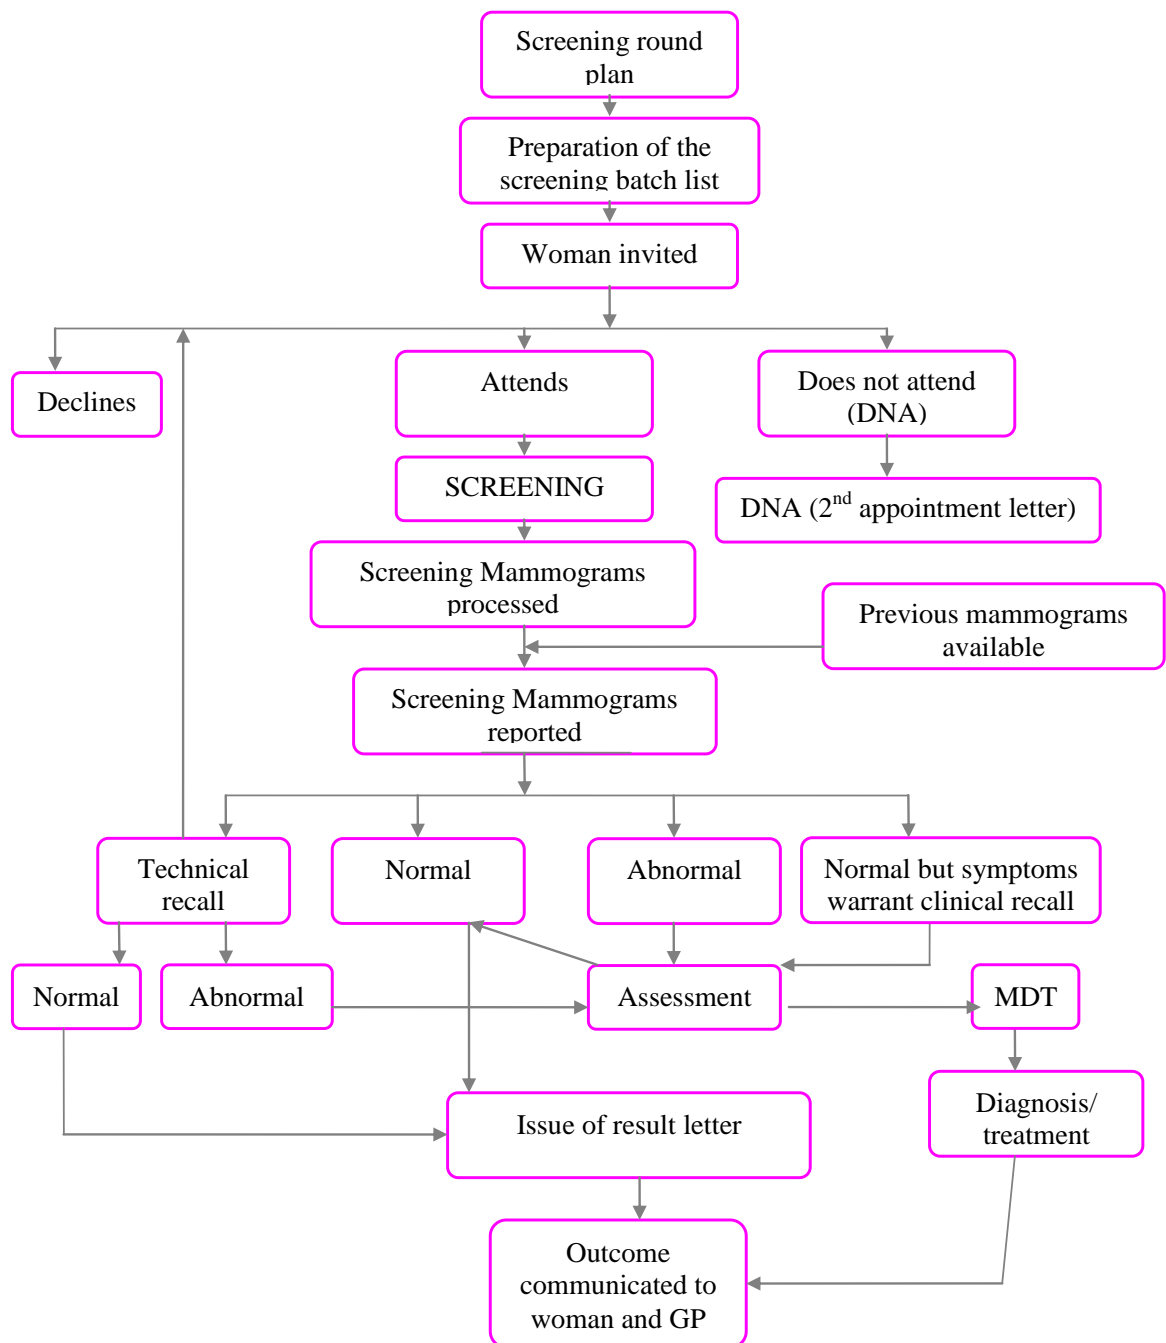 Screening round
plan
Preparation of the
screening batch list
Woman invited
Declines
Attends
Does not attend
(DNA)
SCREENING
DNA (2nd appointment letter)
Screening Mammograms
processed
Previous mammograms
available
Screening Mammograms
reported
Technical
recall
Normal
Abnormal
Normal but symptoms
warrant clinical recall
Normal
Abnormal
Assessment
MDT
Issue of result letter
Diagnosis/
treatment
Outcome
communicated to
woman and GP